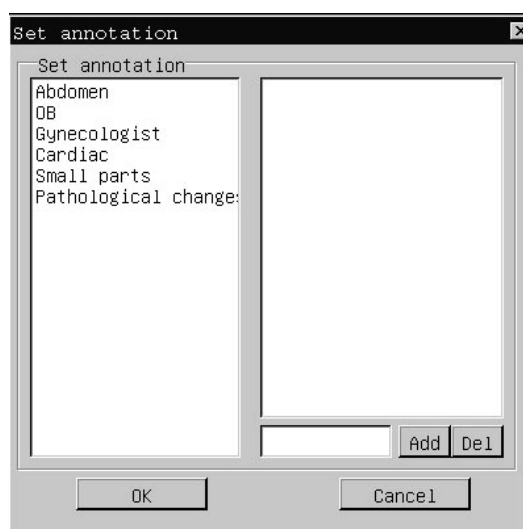 Set annotation
Set annotation
Abdomen
OB
Gynecologist
Cardiac
Small parts
Pathological change
Add Del
OK Cancel